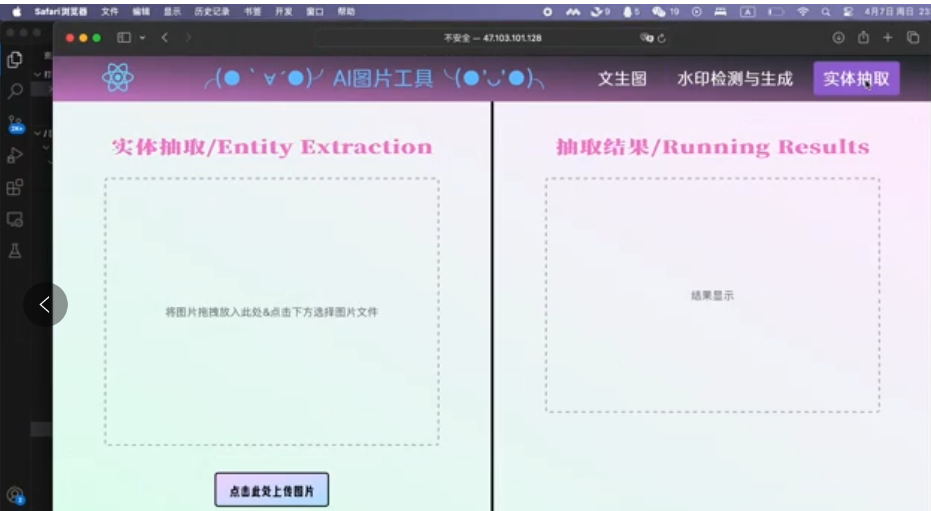 Safari浏览器 文件 编辑 显示 历史记录 书签 开发 窗口 帮助 9 5 19 A 4月7日 周日 23
不安全 — 47.103.101.128
╭(● ` ∀ ´●)╯ AI图片工具 ╰(●'◡'●)╮ 文生图 水印检测与生成 实体抽取
实体抽取/Entity Extraction
抽取结果/Running Results
将图片拖拽放入此处&点击下方选择图片文件
结果显示
点击此处上传图片